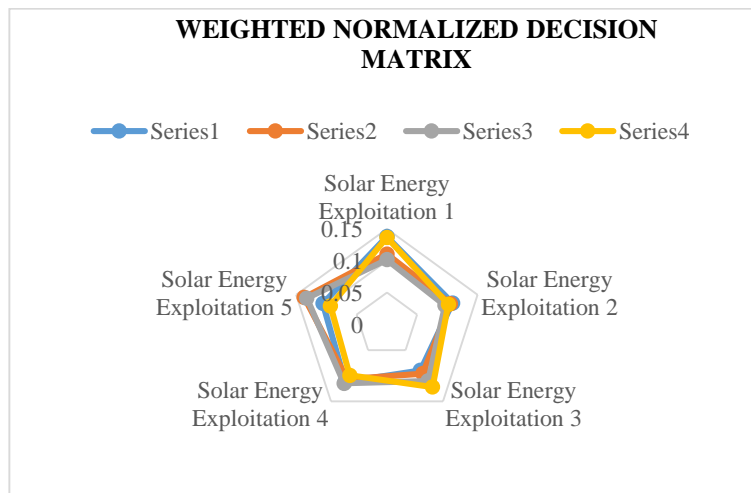 WEIGHTED NORMALIZED DECISION
MATRIX
Series1 Series2 Series3 Series4
Solar Energy
Exploitation 1
0.15
0.1
0.05
0
Solar Energy
Exploitation 2
Solar Energy
Exploitation 3
Solar Energy
Exploitation 4
Solar Energy
Exploitation 5